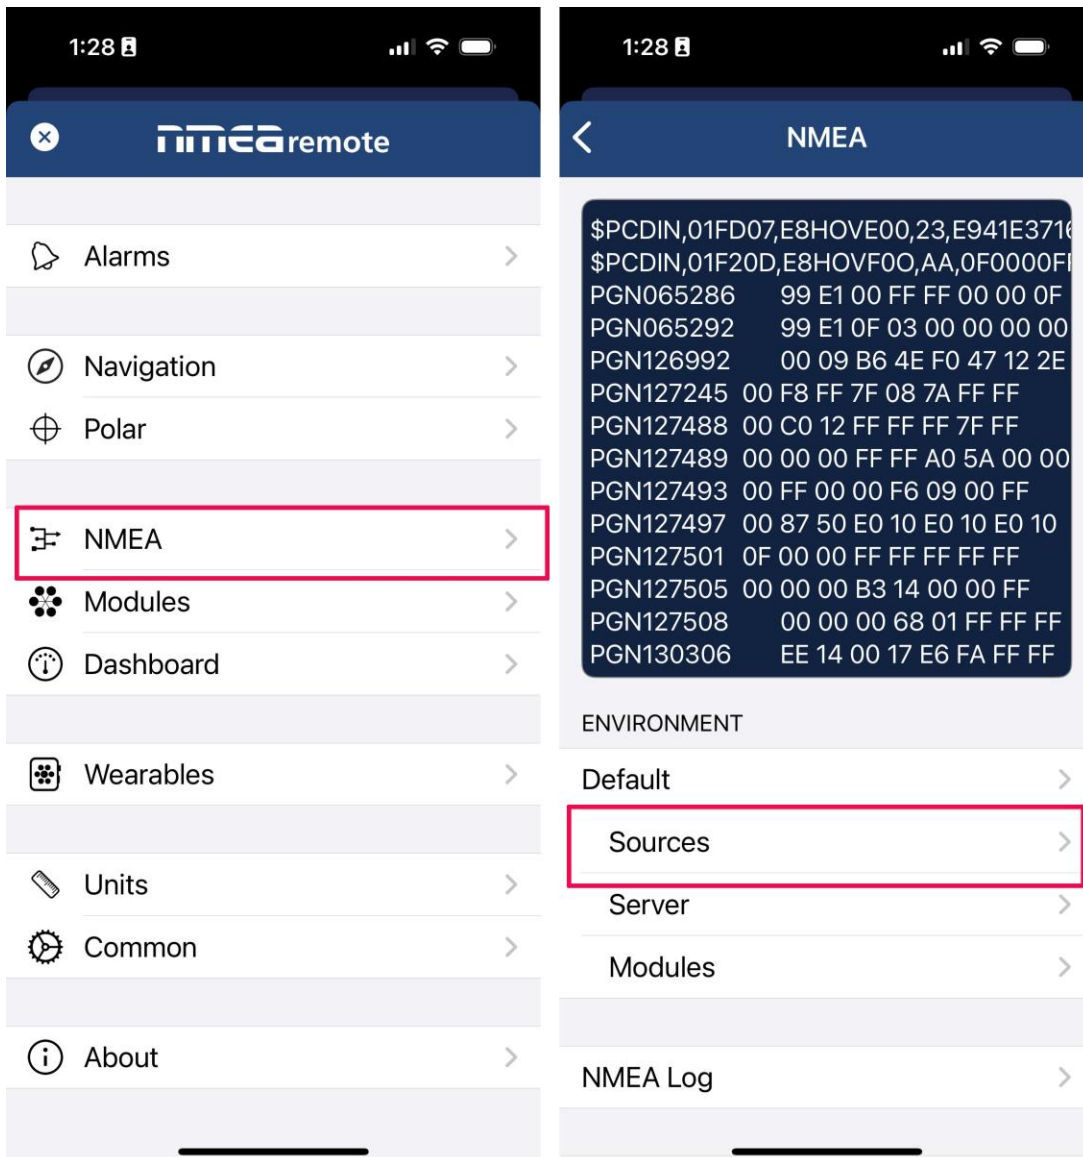 1:28
nmearemote
Alarms
Navigation
Polar
NMEA
Modules
Dashboard
Wearables
Units
Common
About
1:28
NMEA
$PCDIN,01FD07,E8HOVE00,23,E941E3716
$PCDIN,01F20D,E8HOVF0O,AA,0F0000FF
PGN065286 99 E1 00 FF FF 00 00 0F
PGN065292 99 E1 0F 03 00 00 00 00
PGN126992 00 09 B6 4E F0 47 12 2E
PGN127245 00 F8 FF 7F 08 7A FF FF
PGN127488 00 C0 12 FF FF FF 7F FF
PGN127489 00 00 00 FF FF A0 5A 00 00
PGN127493 00 FF 00 00 F6 09 00 FF
PGN127497 00 87 50 E0 10 E0 10 E0 10
PGN127501 0F 00 00 FF FF FF FF FF
PGN127505 00 00 00 B3 14 00 00 FF
PGN127508 00 00 00 68 01 FF FF FF
PGN130306 EE 14 00 17 E6 FA FF FF
ENVIRONMENT
Default
Sources
Server
Modules
NMEA Log